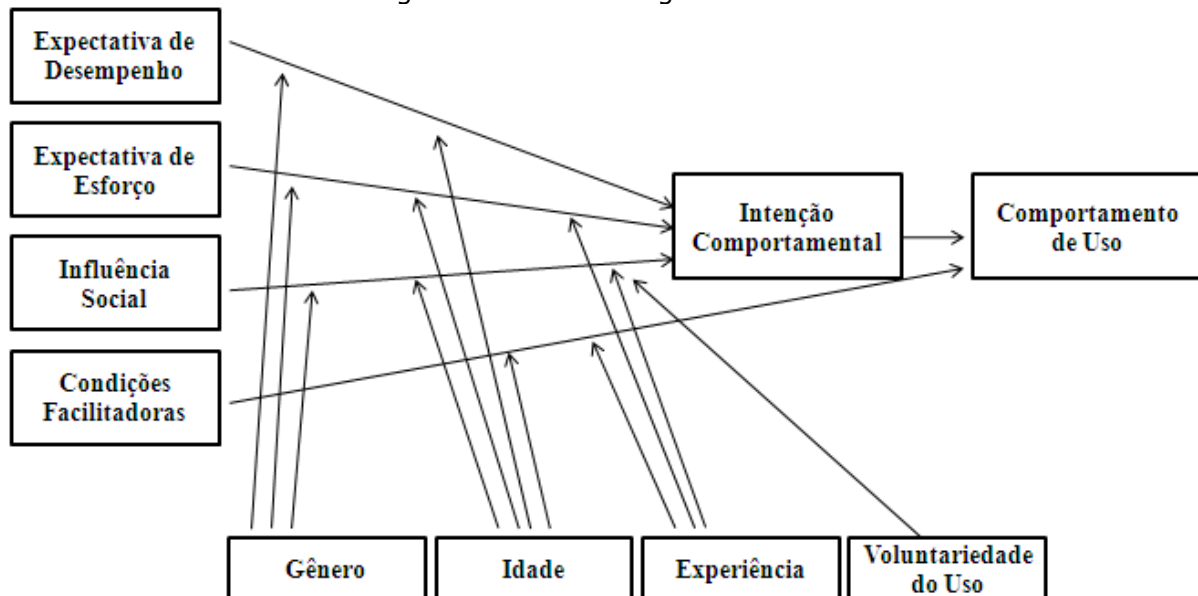 Expectativa de
Desempenho
Expectativa de
Esforço
Influência
Social
Condições
Facilitadoras
Intenção
Comportamental
Comportamento
de Uso
Gênero
Idade
Experiência
Voluntariedade
do Uso